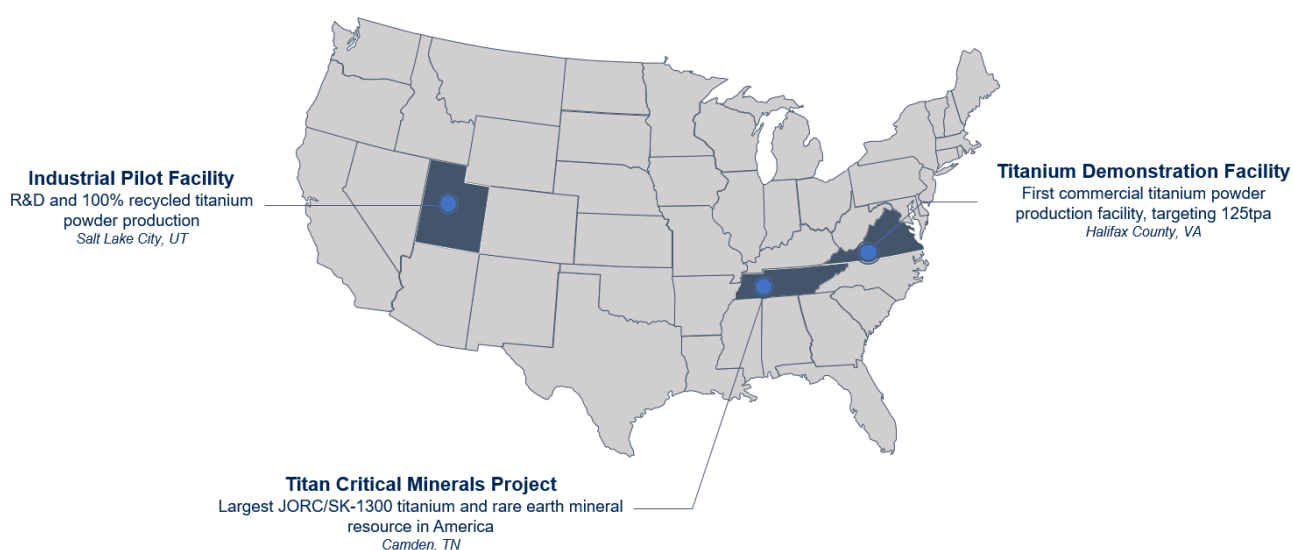 Industrial Pilot Facility
R&D and 100% recycled titanium
powder production
Salt Lake City, UT
Titanium Demonstration Facility
First commercial titanium powder
production facility, targeting 125tpa
Halifax County, VA
Titan Critical Minerals Project
Largest JORC/SK-1300 titanium and rare earth mineral
resource in America
Camden, TN